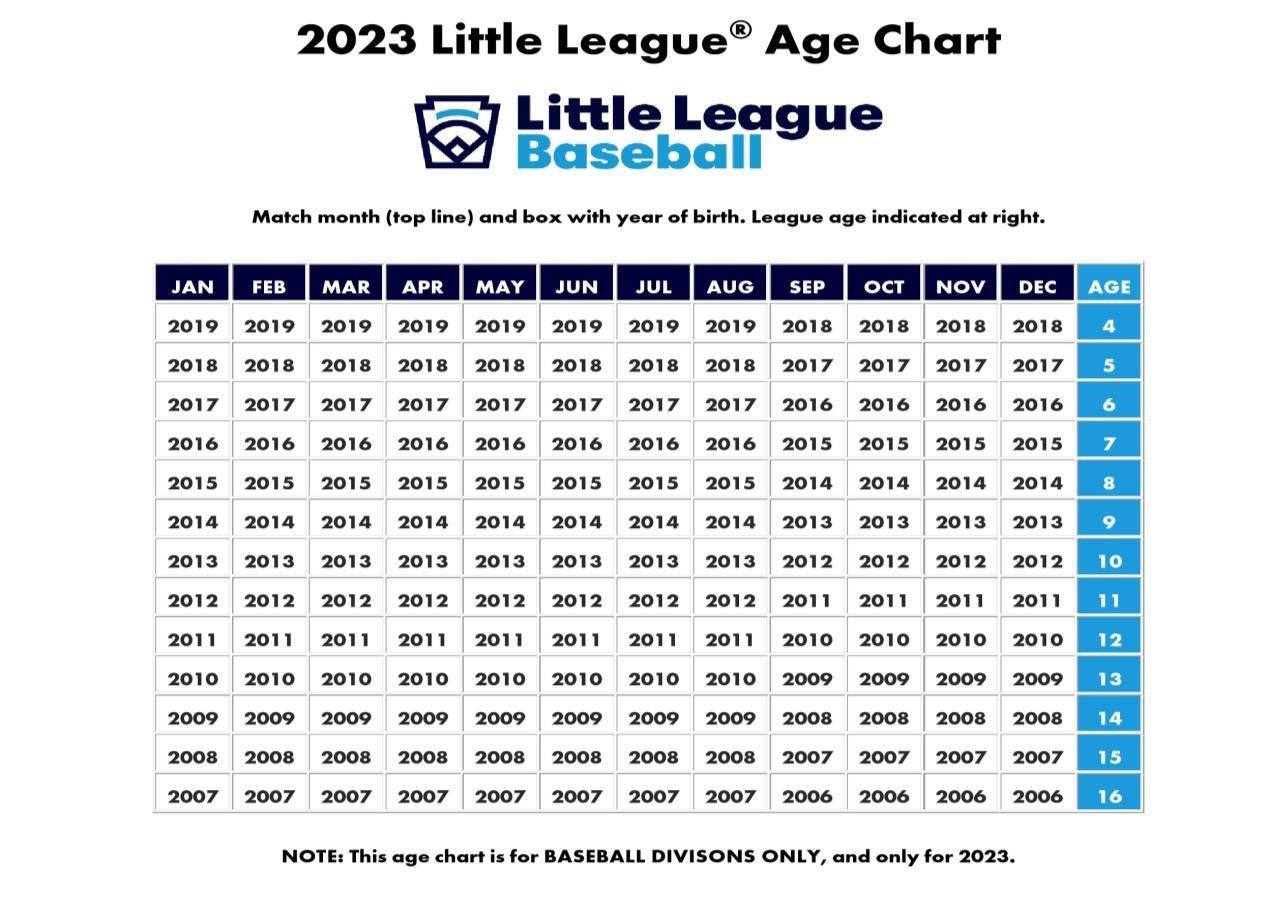 2023 Little League® Age Chart
Little League
Baseball
Match month (top line) and box with year of birth. League age indicated at right.
JAN FEB MAR APR MAY JUN JUL AUG SEP OCT NOV DEC AGE
2019 2019 2019 2019 2019 2019 2019 2019 2018 2018 2018 2018 4
2018 2018 2018 2018 2018 2018 2018 2018 2017 2017 2017 2017 5
2017 2017 2017 2017 2017 2017 2017 2017 2016 2016 2016 2016 6
2016 2016 2016 2016 2016 2016 2016 2016 2015 2015 2015 2015 7
2015 2015 2015 2015 2015 2015 2015 2015 2014 2014 2014 2014 8
2014 2014 2014 2014 2014 2014 2014 2014 2013 2013 2013 2013 9
2013 2013 2013 2013 2013 2013 2013 2013 2012 2012 2012 2012 10
2012 2012 2012 2012 2012 2012 2012 2012 2011 2011 2011 2011 11
2011 2011 2011 2011 2011 2011 2011 2011 2010 2010 2010 2010 12
2010 2010 2010 2010 2010 2010 2010 2010 2009 2009 2009 2009 13
2009 2009 2009 2009 2009 2009 2009 2009 2008 2008 2008 2008 14
2008 2008 2008 2008 2008 2008 2008 2008 2007 2007 2007 2007 15
2007 2007 2007 2007 2007 2007 2007 2007 2006 2006 2006 2006 16
NOTE: This age chart is for BASEBALL DIVISONS ONLY, and only for 2023.